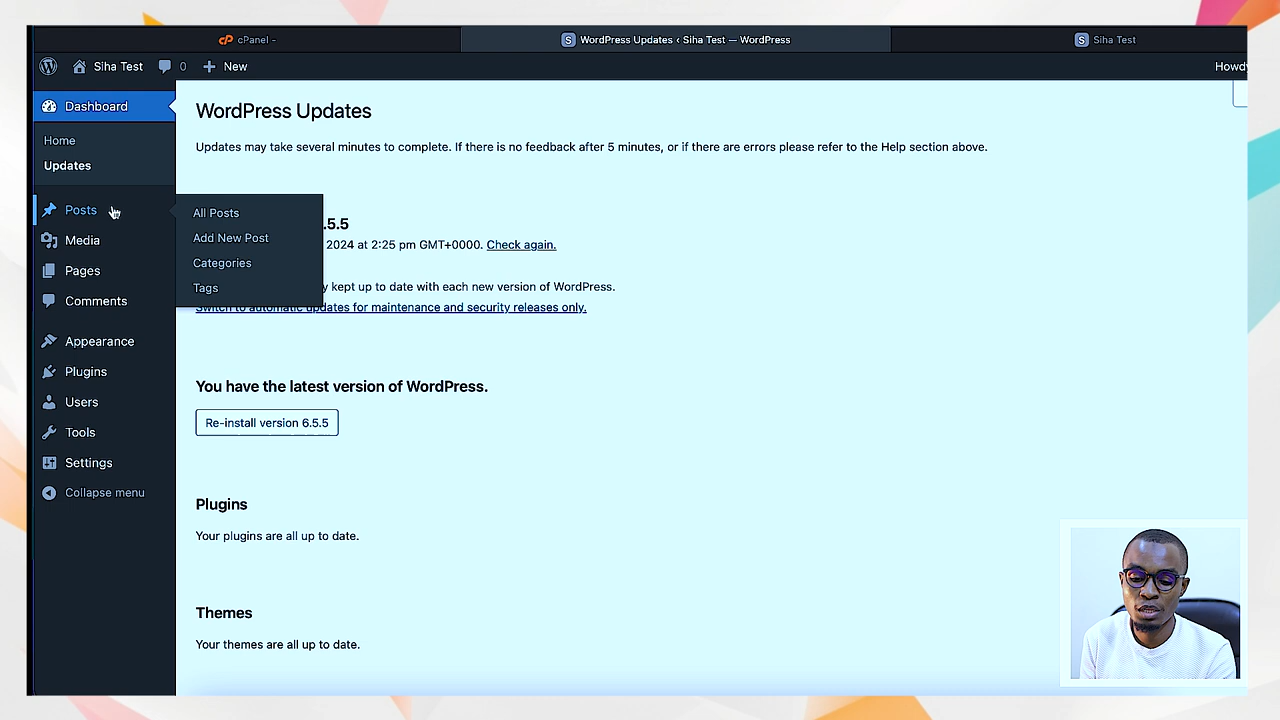 cPanel -
WordPress Updates ‹ Siha Test — WordPress
Siha Test
Siha Test
0
New
Howdy
Dashboard
Home
Updates
Posts
Media
Pages
Comments
Appearance
Plugins
Users
Tools
Settings
Collapse menu
All Posts
Add New Post
Categories
Tags
WordPress Updates
Updates may take several minutes to complete. If there is no feedback after 5 minutes, or if there are errors please refer to the Help section above.
.5.5
2024 at 2:25 pm GMT+0000. Check again.
y kept up to date with each new version of WordPress.
Switch to automatic updates for maintenance and security releases only.
You have the latest version of WordPress.
Re-install version 6.5.5
Plugins
Your plugins are all up to date.
Themes
Your themes are all up to date.